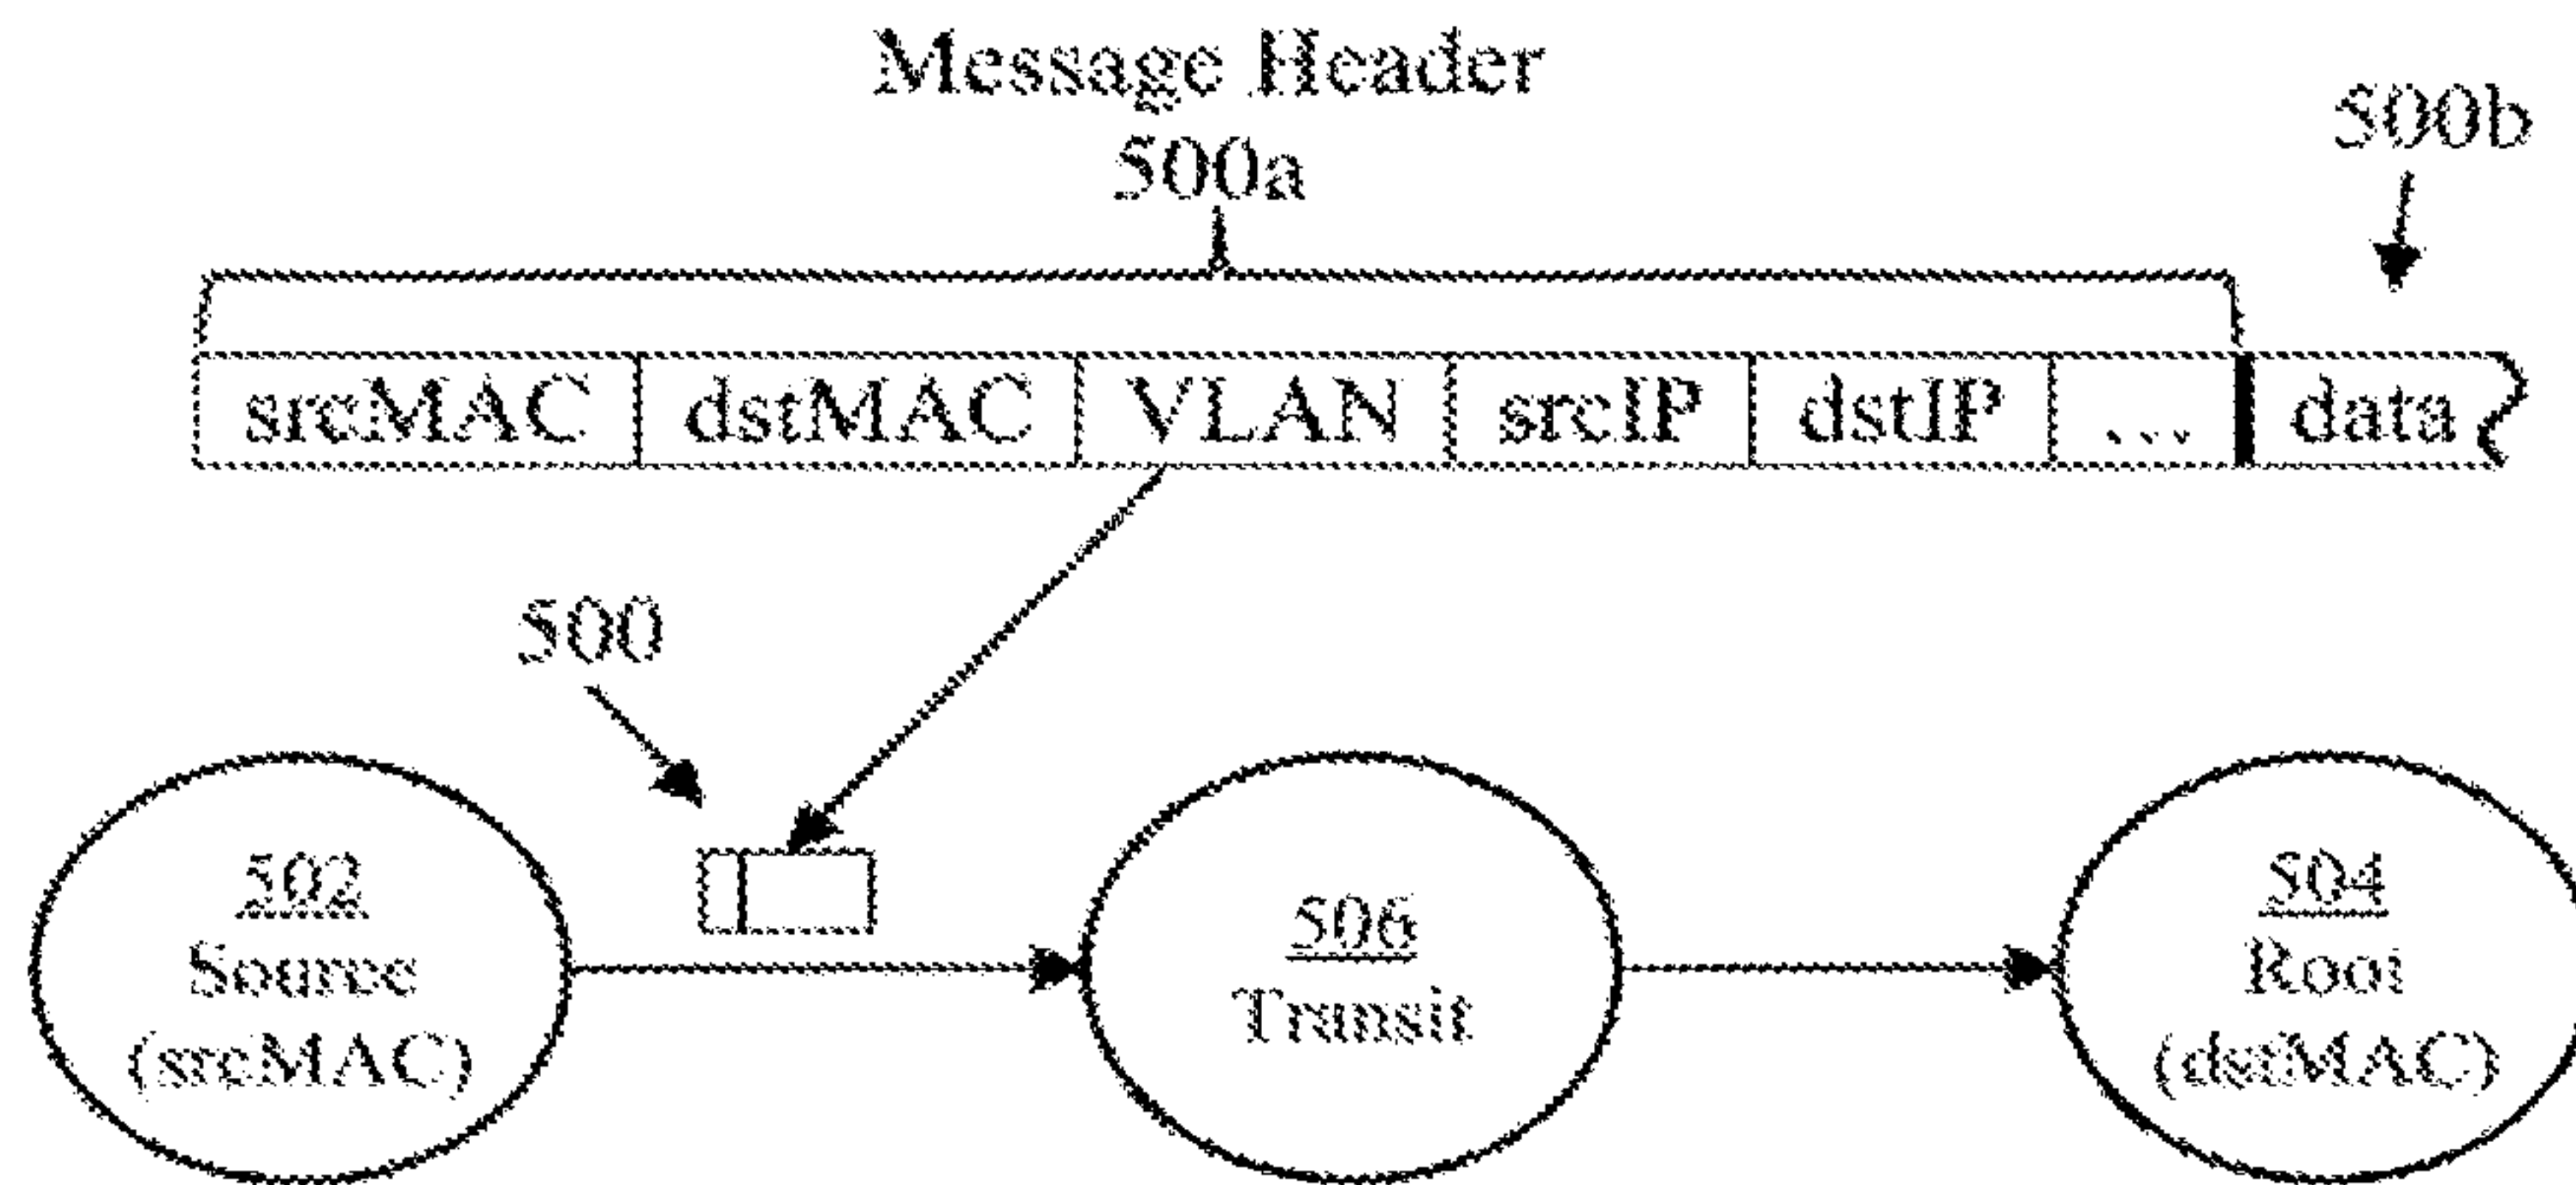 Message Header
500a
500b
srcMAC dstMAC VLAN srcIP dstIP ... data
500
502
Source
(srcMAC)
506
Transit
504
Root
(dstMAC)